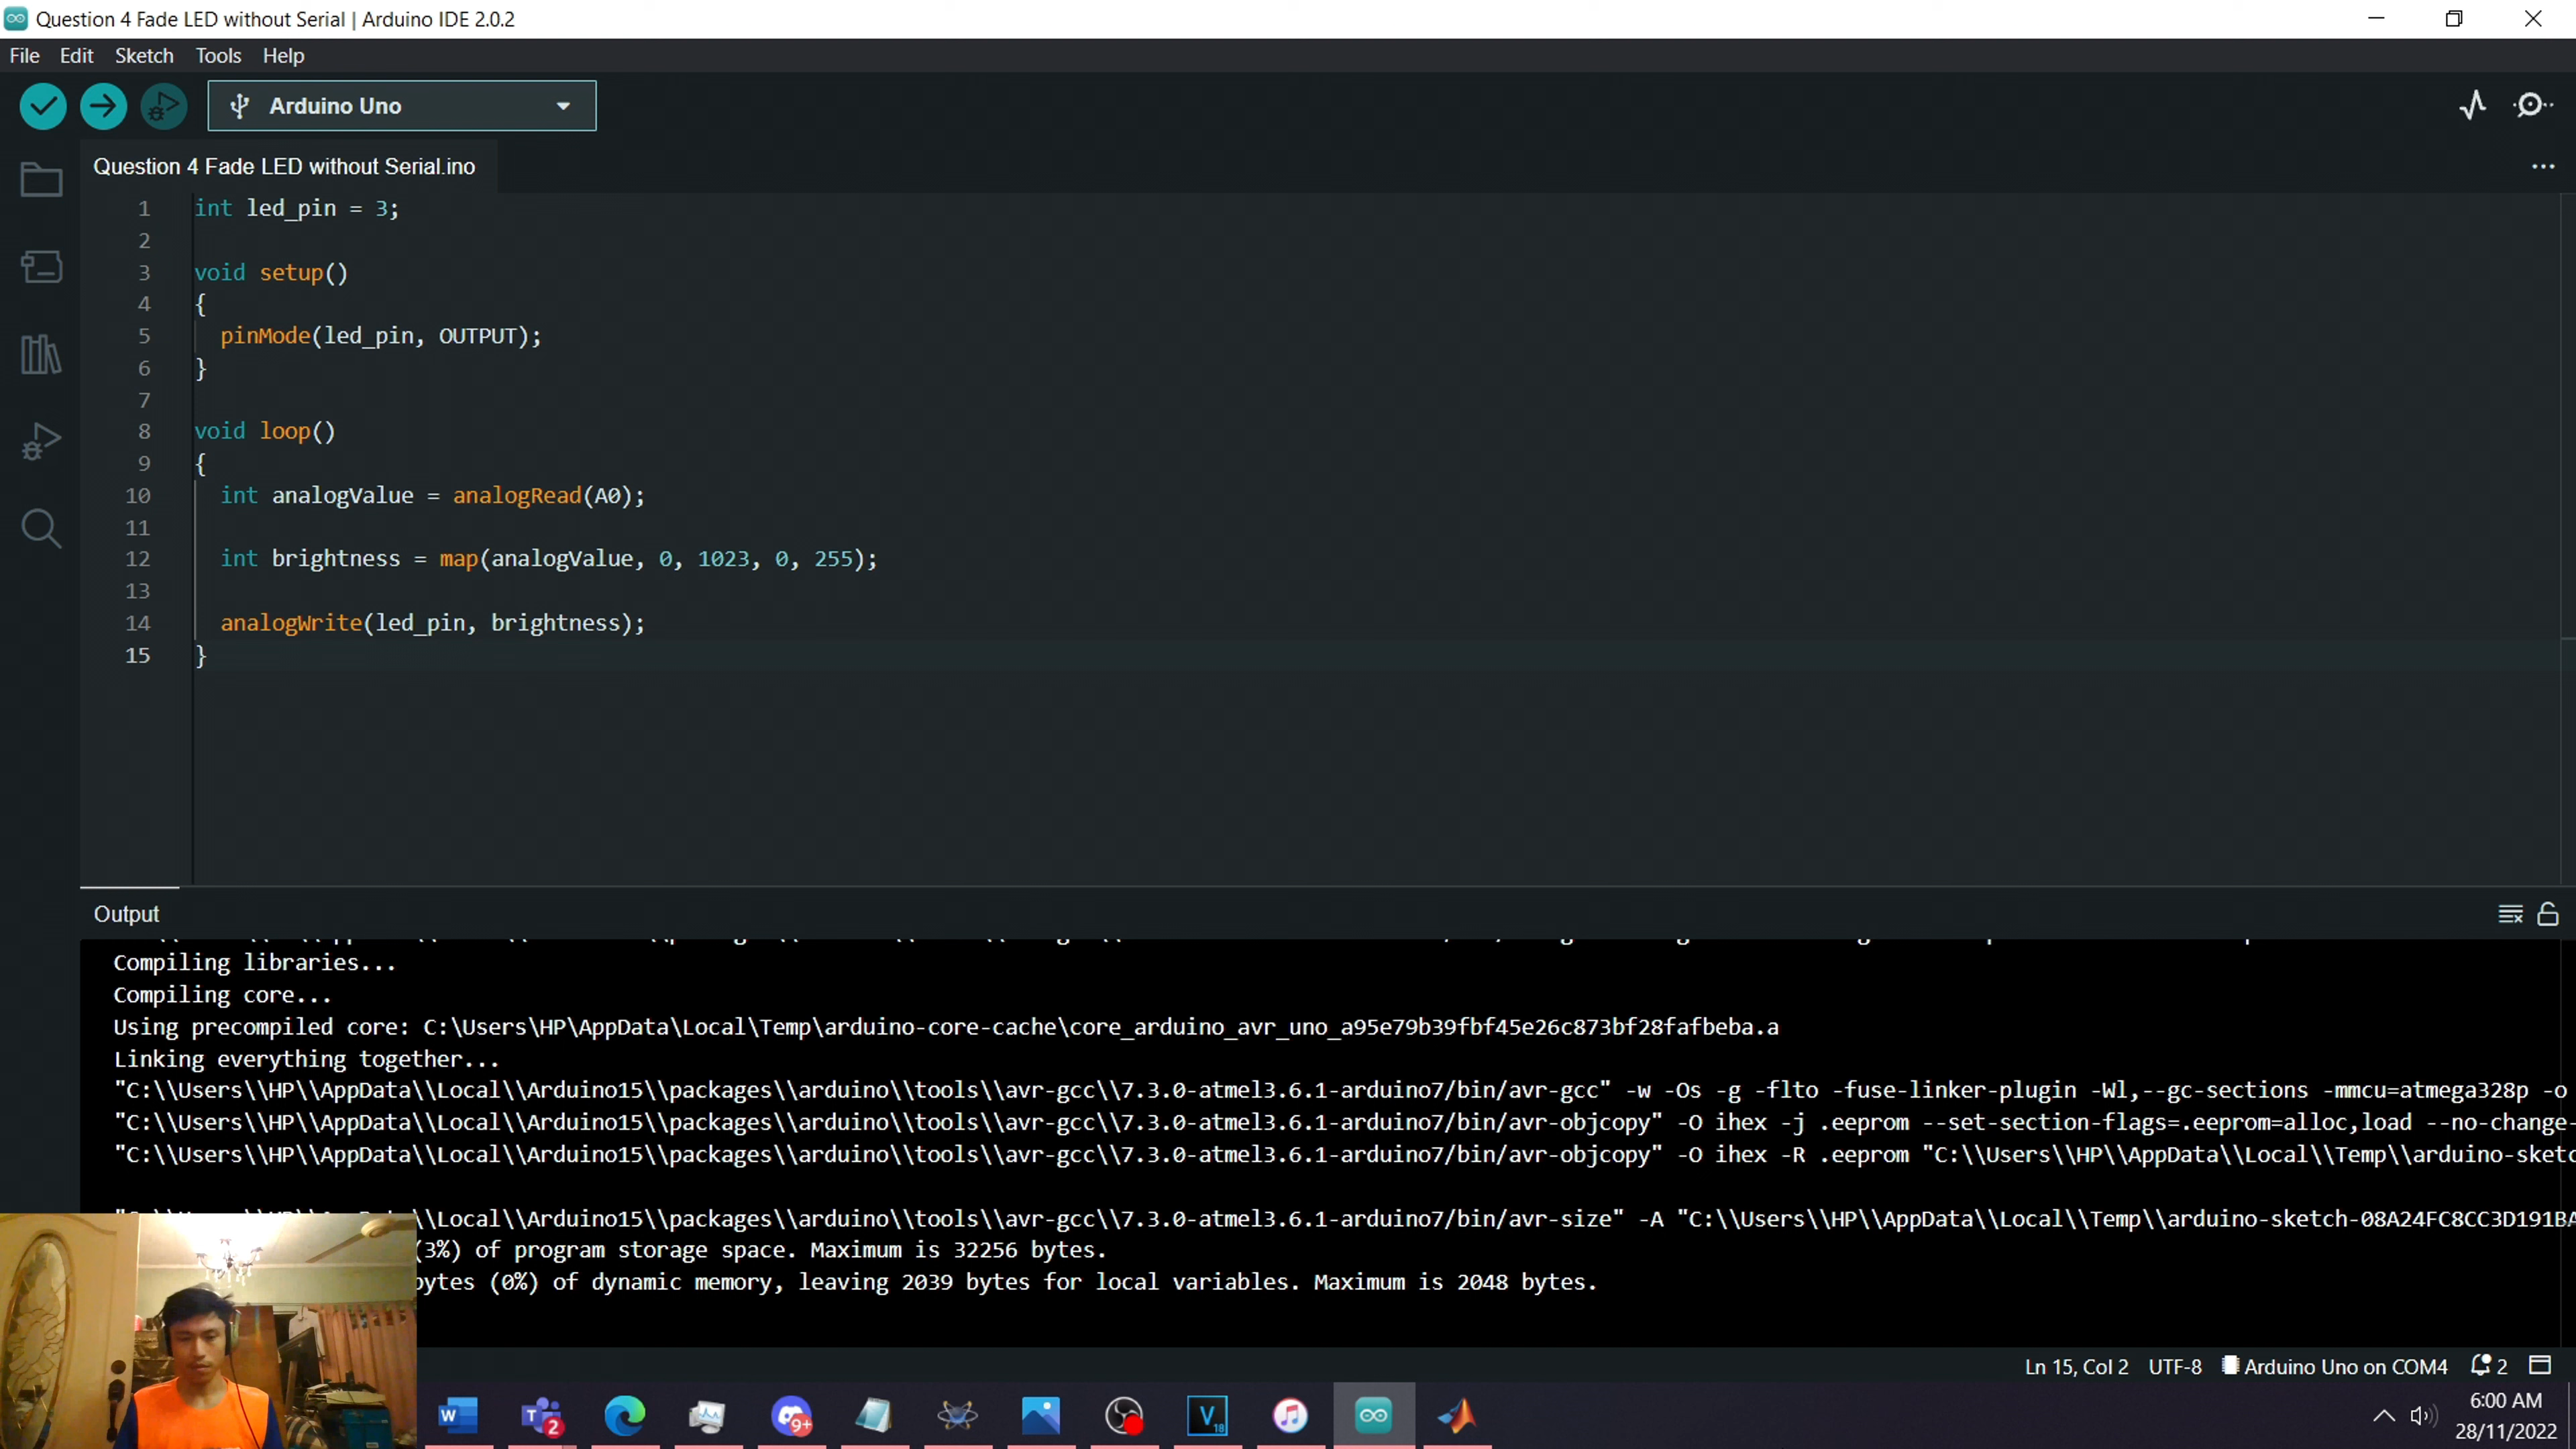 Question 4 Fade LED without Serial | Arduino IDE 2.0.2
File Edit Sketch Tools Help
Arduino Uno
Question 4 Fade LED without Serial.ino
1 int led_pin = 3;
2
3 void setup()
4 {
5 pinMode(led_pin, OUTPUT);
6 }
7
8 void loop()
9 {
10 int analogValue = analogRead(A0);
11
12 int brightness = map(analogValue, 0, 1023, 0, 255);
13
14 analogWrite(led_pin, brightness);
15 }
Output
Compiling libraries...
Compiling core...
Using precompiled core: C:\Users\HP\AppData\Local\Temp\arduino-core-cache\core_arduino_avr_uno_a95e79b39fbf45e26c873bf28fafbeba.a
Linking everything together...
"C:\\Users\\HP\\AppData\\Local\\Arduino15\\packages\\arduino\\tools\\avr-gcc\\7.3.0-atmel3.6.1-arduino7/bin/avr-gcc" -w -Os -g -flto -fuse-linker-plugin -Wl,--gc-sections -mmcu=atmega328p -o
"C:\\Users\\HP\\AppData\\Local\\Arduino15\\packages\\arduino\\tools\\avr-gcc\\7.3.0-atmel3.6.1-arduino7/bin/avr-objcopy" -O ihex -j .eeprom --set-section-flags=.eeprom=alloc,load --no-change-
"C:\\Users\\HP\\AppData\\Local\\Arduino15\\packages\\arduino\\tools\\avr-gcc\\7.3.0-atmel3.6.1-arduino7/bin/avr-objcopy" -O ihex -R .eeprom "C:\\Users\\HP\\AppData\\Local\\Temp\\arduino-sketc
\\Local\\Arduino15\\packages\\arduino\\tools\\avr-gcc\\7.3.0-atmel3.6.1-arduino7/bin/avr-size" -A "C:\\Users\\HP\\AppData\\Local\\Temp\\arduino-sketch-08A24FC8CC3D191BA
(3%) of program storage space. Maximum is 32256 bytes.
bytes (0%) of dynamic memory, leaving 2039 bytes for local variables. Maximum is 2048 bytes.
Ln 15, Col 2 UTF-8 Arduino Uno on COM4 2
W T 2 9+ V 18
6:00 AM
28/11/2022